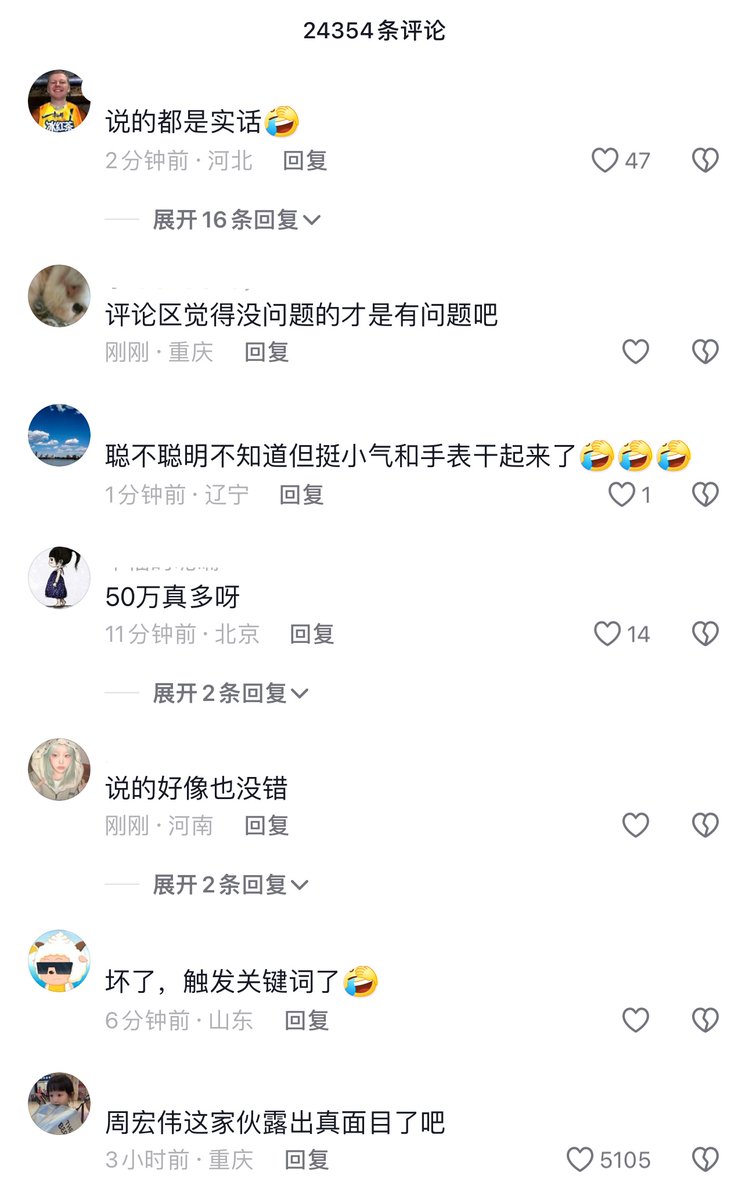 24354条评论
冰红茶
说的都是实话🤣
2分钟前·河北 回复
47
展开16条回复
评论区觉得没问题的才是有问题吧
刚刚·重庆 回复
聪不聪明不知道但挺小气和手表干起来了🤣🤣🤣
1分钟前·辽宁 回复
1
50万真多呀
11分钟前·北京 回复
14
展开2条回复
说的好像也没错
刚刚·河南 回复
展开2条回复
坏了，触发关键词了🤣
6分钟前·山东 回复
周宏伟这家伙露出真面目了吧
3小时前·重庆 回复
5105